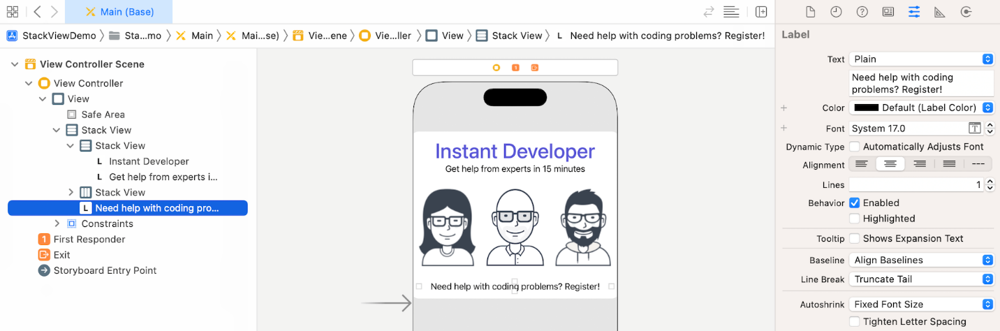 Main (Base)
StackViewDemo Sta...mo Main Mai...se) Vie...ene Vie...ller View Stack View L Need help with coding problems? Register!
View Controller Scene
View Controller
View
Safe Area
Stack View
Stack View
L Instant Developer
L Get help from experts i...
Stack View
L Need help with coding pro...
Constraints
1 First Responder
Exit
Storyboard Entry Point
1
Instant Developer
Get help from experts in 15 minutes
Need help with coding problems? Register!
Label
Text Plain
Need help with coding
problems? Register!
+ Color Default (Label Color)
+ Font System 17.0 T
Dynamic Type Automatically Adjusts Font
Alignment ---
Lines 1
Behavior Enabled
Highlighted
Tooltip Shows Expansion Text
Baseline Align Baselines
Line Break Truncate Tail
Autoshrink Fixed Font Size
Tighten Letter Spacing